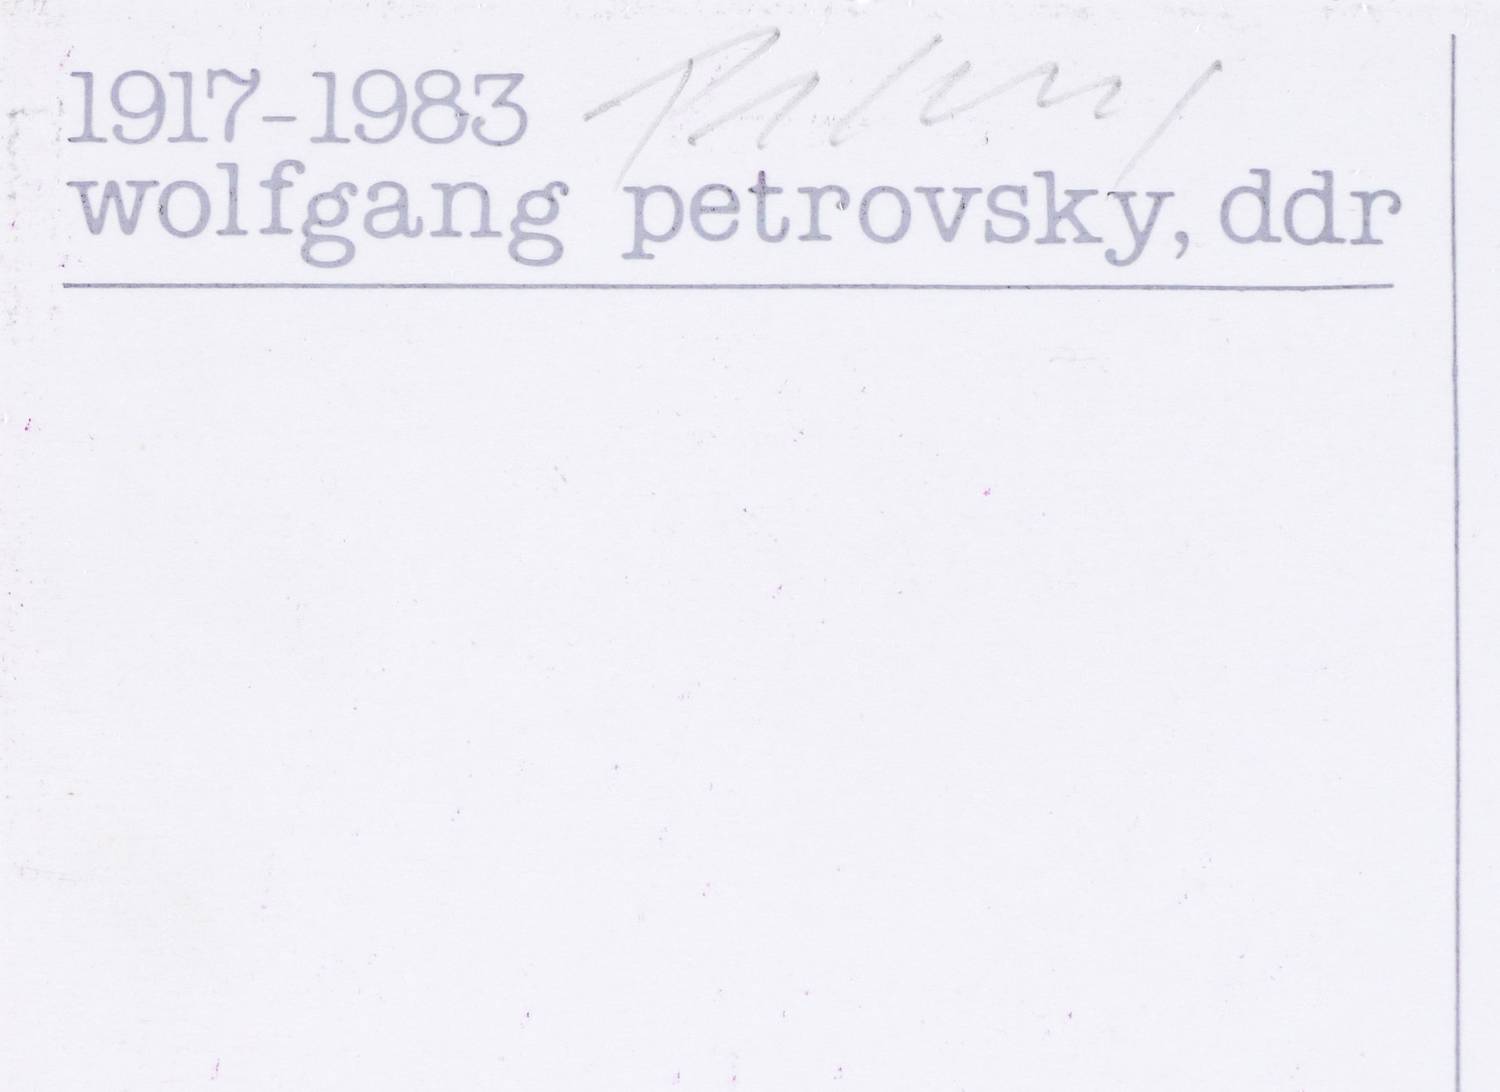 1917-1983
wolfgang petrovsky, ddr